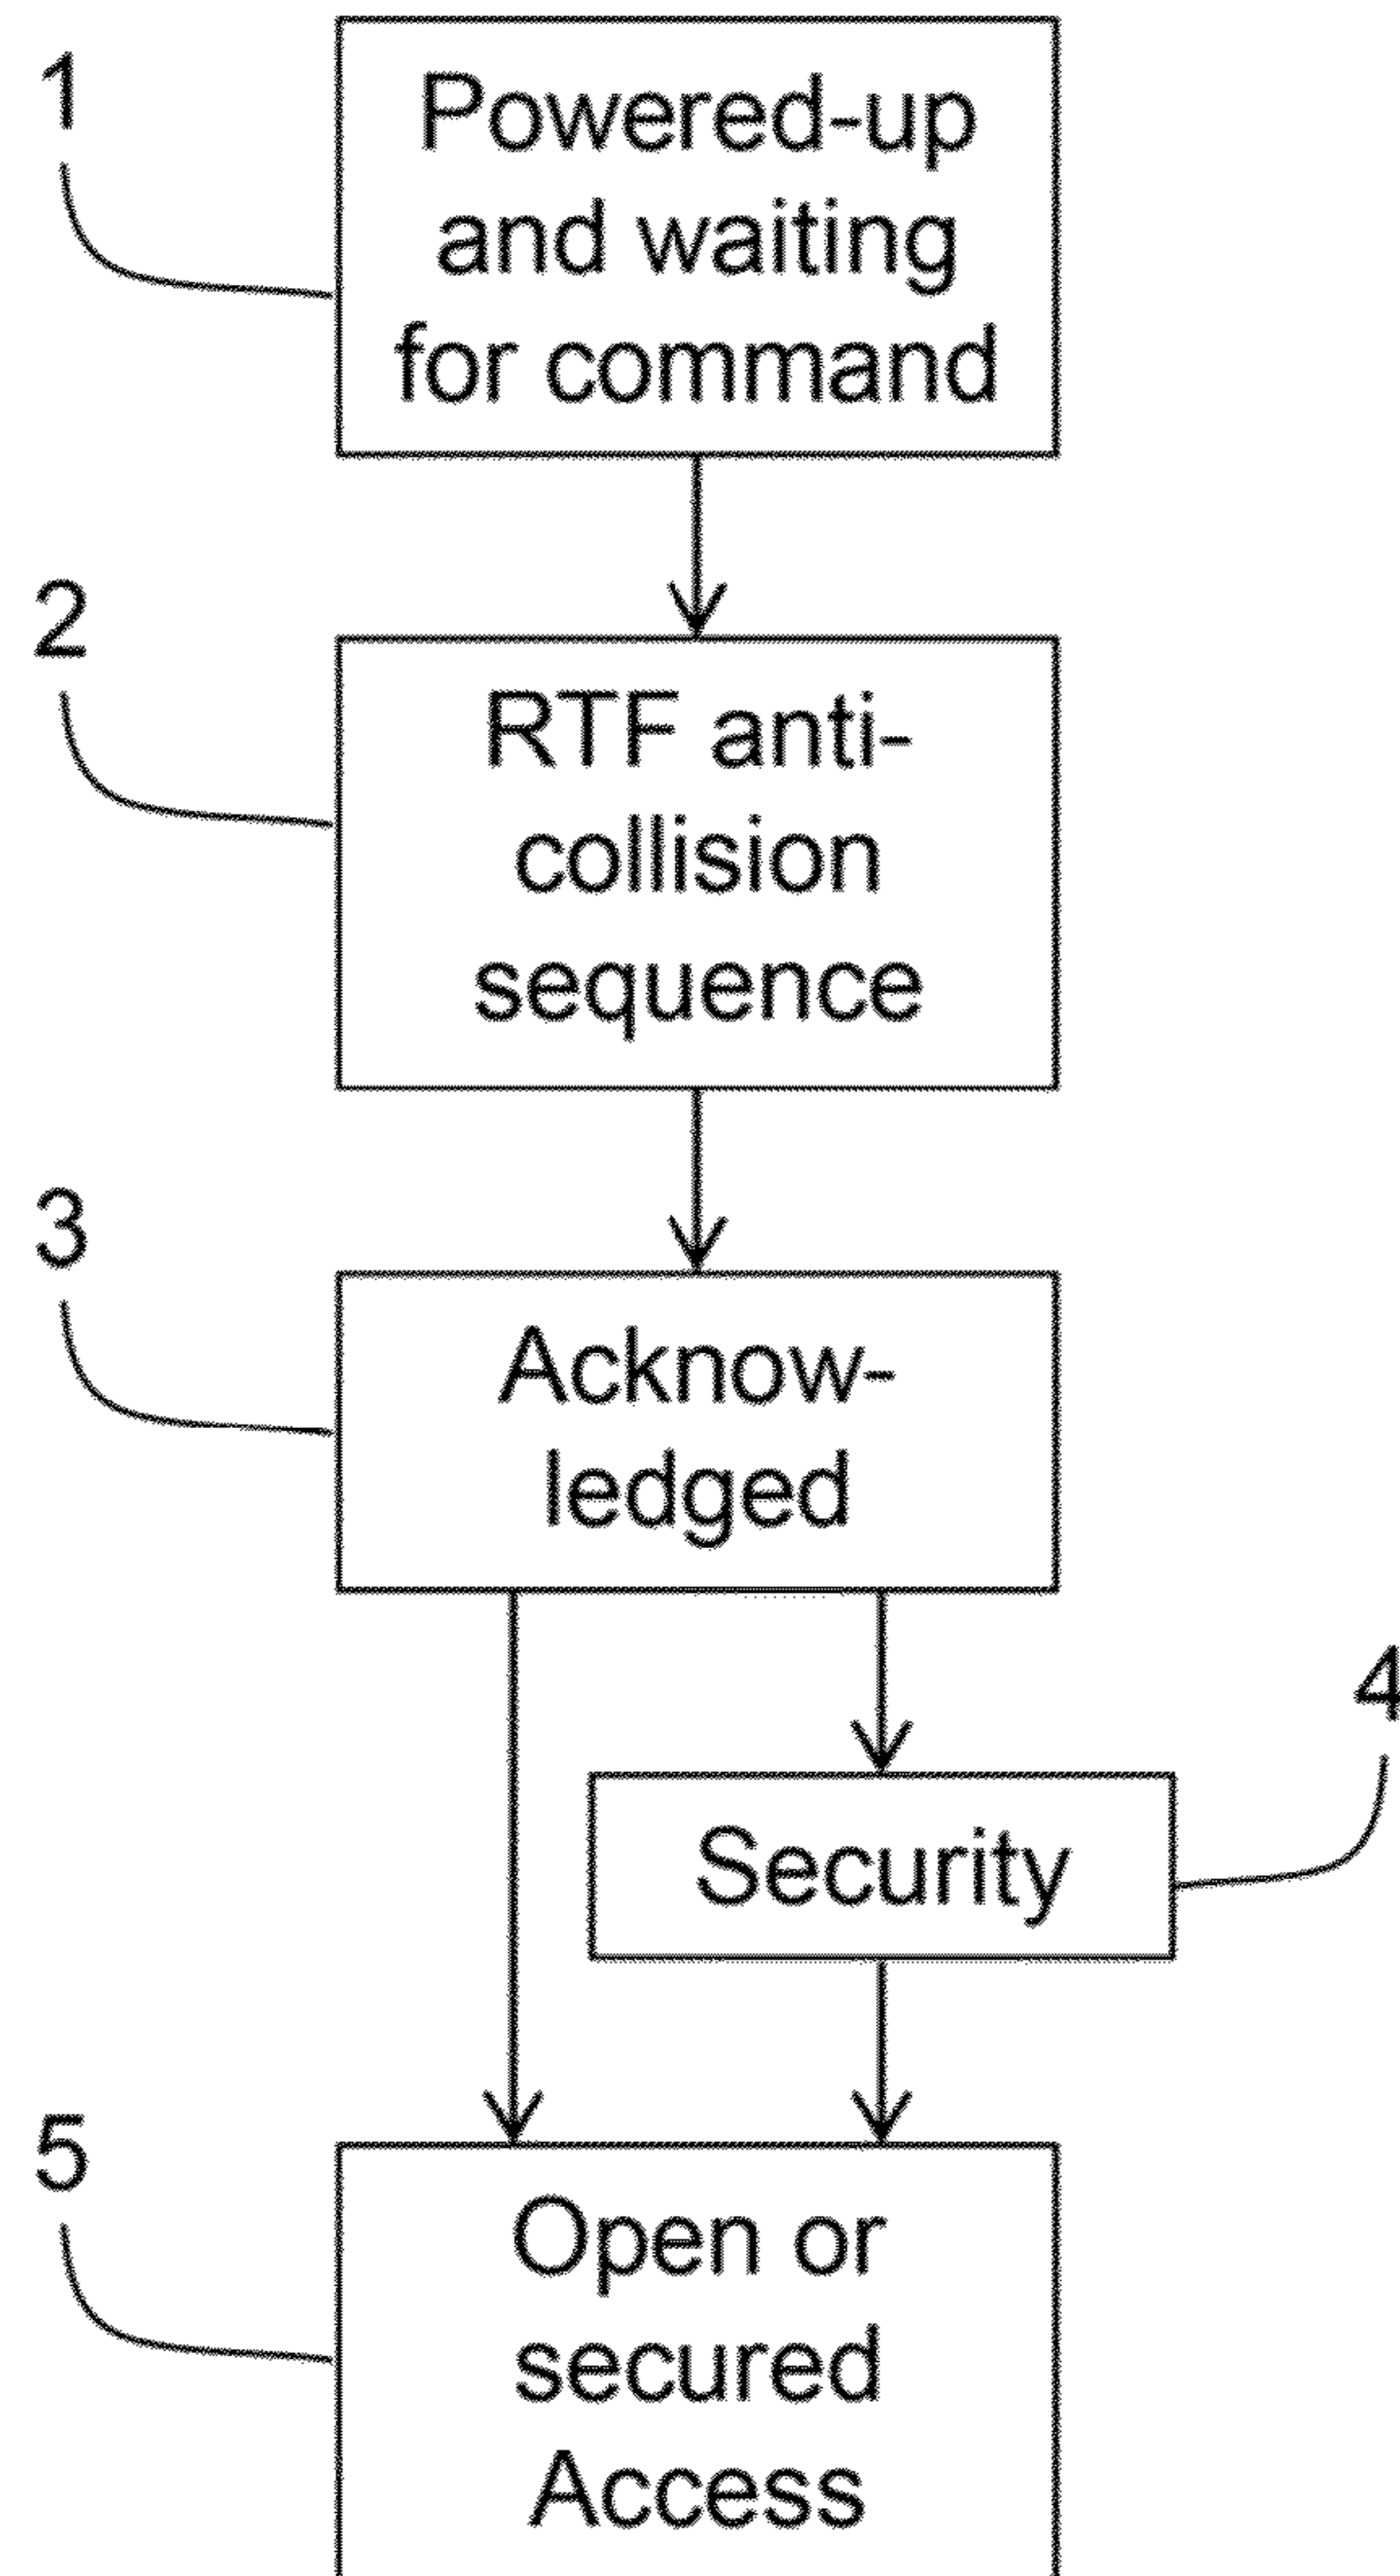 1
Powered-up
and waiting
for command
2
RTF anti-
collision
sequence
3
Acknow-
ledged
4
Security
5
Open or
secured
Access